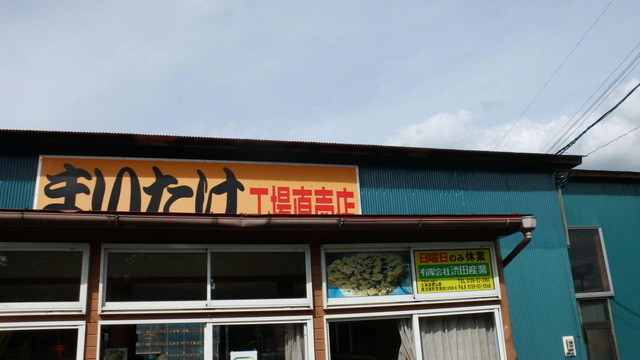 まいたけ 工場直売店
日曜日のみ休業
有限会社渋田産業